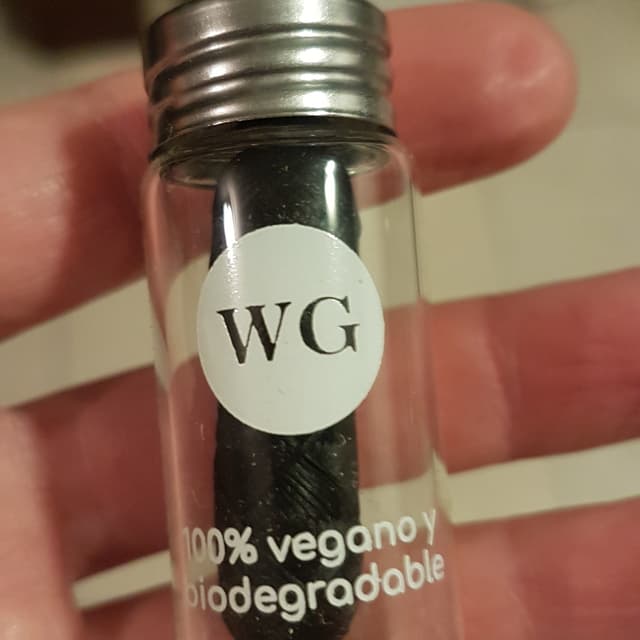 WG
100% vegano y
biodegradable